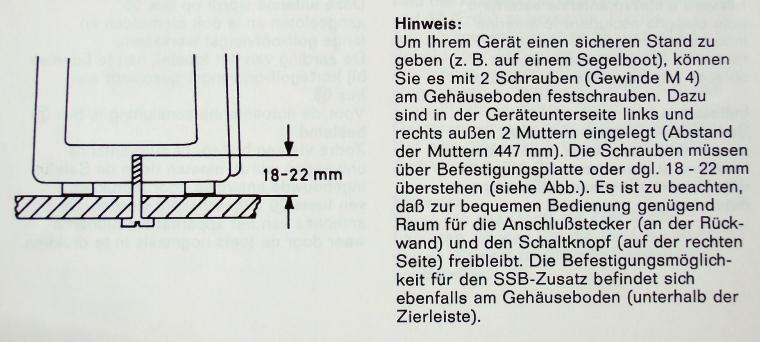 Hinweis:
Um Ihrem Gerät einen sicheren Stand zu
geben (z. B. auf einem Segelboot), können
Sie es mit 2 Schrauben (Gewinde M 4)
am Gehäuseboden festschrauben. Dazu
sind in der Geräteunterseite links und
rechts außen 2 Muttern eingelegt (Abstand
der Muttern 447 mm). Die Schrauben müssen
über Befestigungsplatte oder dgl. 18 - 22 mm
überstehen (siehe Abb.). Es ist zu beachten,
daß zur bequemen Bedienung genügend
Raum für die Anschlußstecker (an der Rück-
wand) und den Schaltknopf (auf der rechten
Seite) freibleibt. Die Befestigungsmöglich-
keit für den SSB-Zusatz befindet sich
ebenfalls am Gehäuseboden (unterhalb der
Zierleiste).
18-22 mm